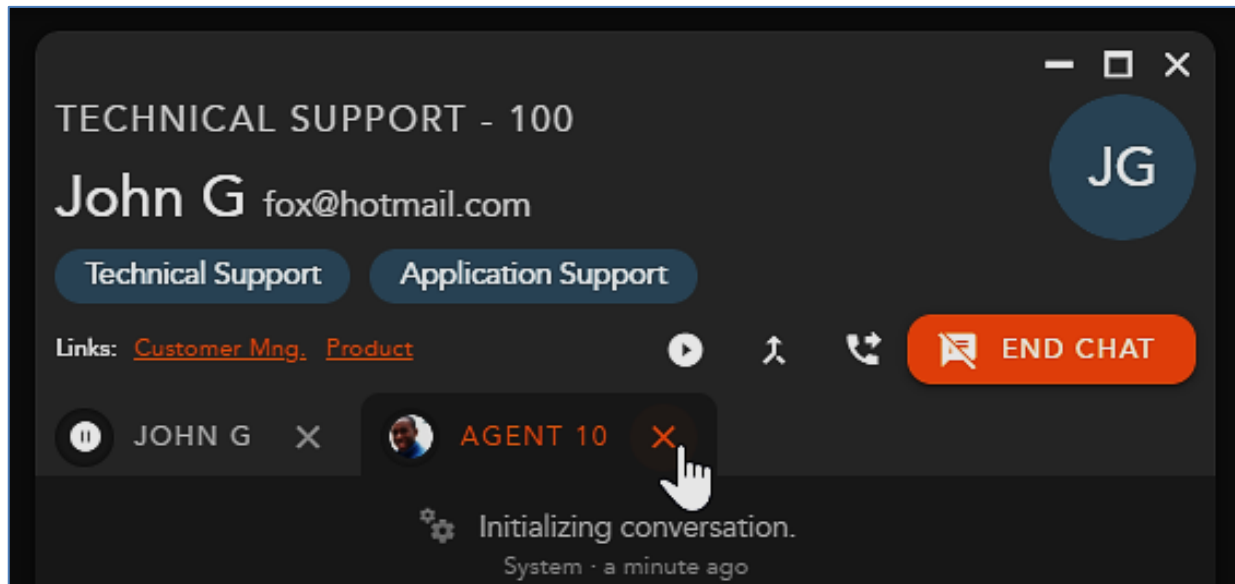 TECHNICAL SUPPORT - 100
JG
John G fox@hotmail.com
Technical Support Application Support
Links: Customer Mng. Product END CHAT
JOHN G AGENT 10
Initializing conversation.
System · a minute ago